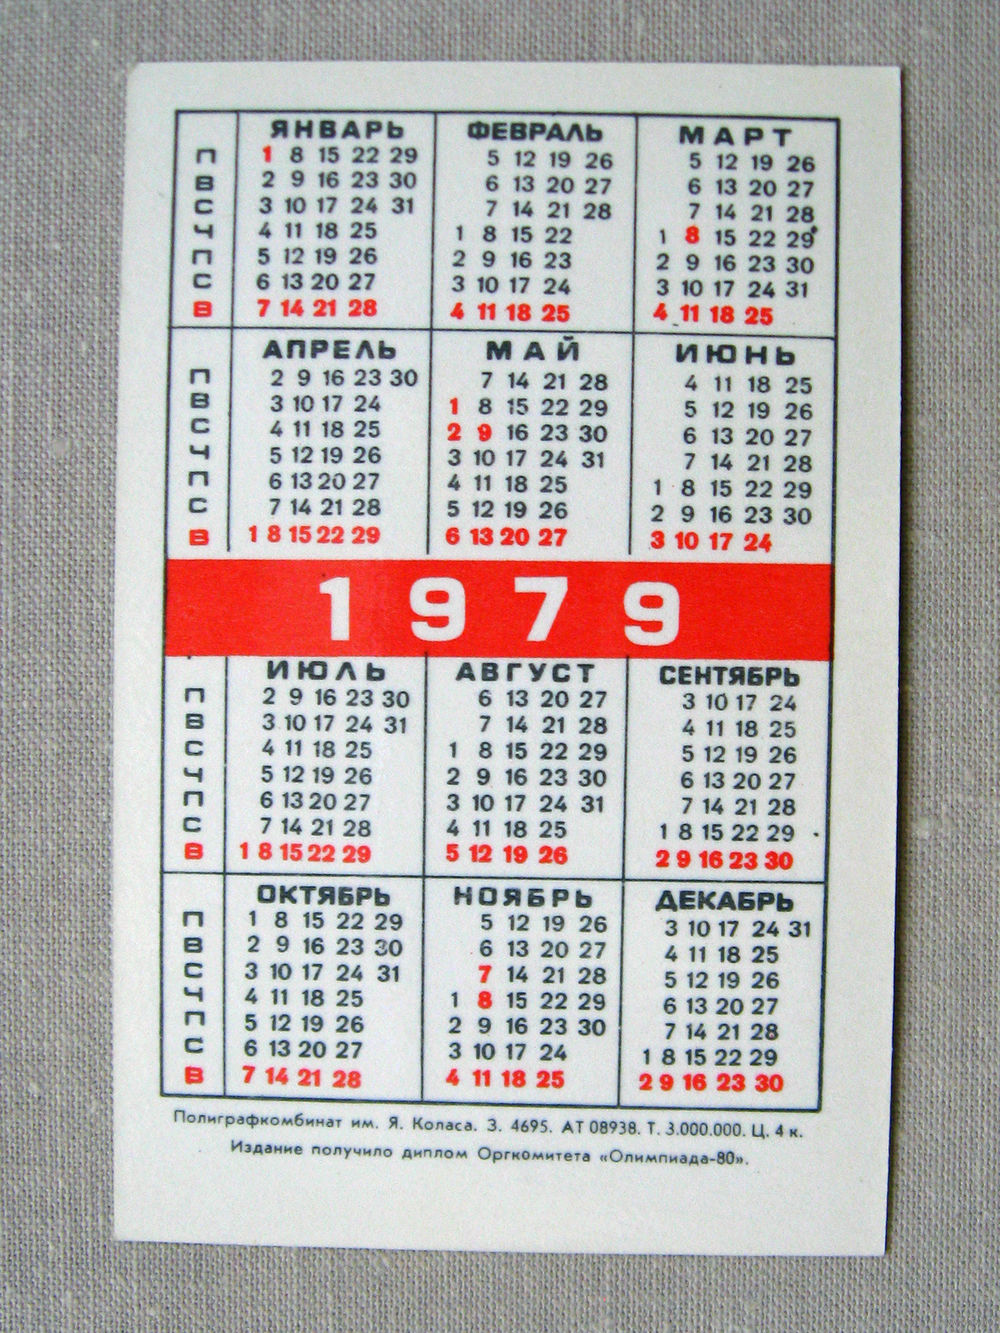 ЯНВАРЬ ФЕВРАЛЬ МАРТ
П 1 8 15 22 29 5 12 19 26 5 12 19 26
В 2 9 16 23 30 6 13 20 27 6 13 20 27
С 3 10 17 24 31 7 14 21 28 7 14 21 28
Ч 4 11 18 25 1 8 15 22 1 8 15 22 29
П 5 12 19 26 2 9 16 23 2 9 16 23 30
С 6 13 20 27 3 10 17 24 3 10 17 24 31
В 7 14 21 28 4 11 18 25 4 11 18 25
АПРЕЛЬ МАЙ ИЮНЬ
П 2 9 16 23 30 7 14 21 28 4 11 18 25
В 3 10 17 24 1 8 15 22 29 5 12 19 26
С 4 11 18 25 2 9 16 23 30 6 13 20 27
Ч 5 12 19 26 3 10 17 24 31 7 14 21 28
П 6 13 20 27 4 11 18 25 1 8 15 22 29
С 7 14 21 28 5 12 19 26 2 9 16 23 30
В 1 8 15 22 29 6 13 20 27 3 10 17 24
1979
ИЮЛЬ АВГУСТ СЕНТЯБРЬ
П 2 9 16 23 30 6 13 20 27 3 10 17 24
В 3 10 17 24 31 7 14 21 28 4 11 18 25
С 4 11 18 25 1 8 15 22 29 5 12 19 26
Ч 5 12 19 26 2 9 16 23 30 6 13 20 27
П 6 13 20 27 3 10 17 24 31 7 14 21 28
С 7 14 21 28 4 11 18 25 1 8 15 22 29
В 1 8 15 22 29 5 12 19 26 2 9 16 23 30
ОКТЯБРЬ НОЯБРЬ ДЕКАБРЬ
П 1 8 15 22 29 5 12 19 26 3 10 17 24 31
В 2 9 16 23 30 6 13 20 27 4 11 18 25
С 3 10 17 24 31 7 14 21 28 5 12 19 26
Ч 4 11 18 25 1 8 15 22 29 6 13 20 27
П 5 12 19 26 2 9 16 23 30 7 14 21 28
С 6 13 20 27 3 10 17 24 1 8 15 22 29
В 7 14 21 28 4 11 18 25 2 9 16 23 30
Полиграфкомбинат им. Я. Коласа. З. 4695. АТ 08938. Т. 3.000.000. Ц. 4 к.
Издание получило диплом Оргкомитета «Олимпиада-80».